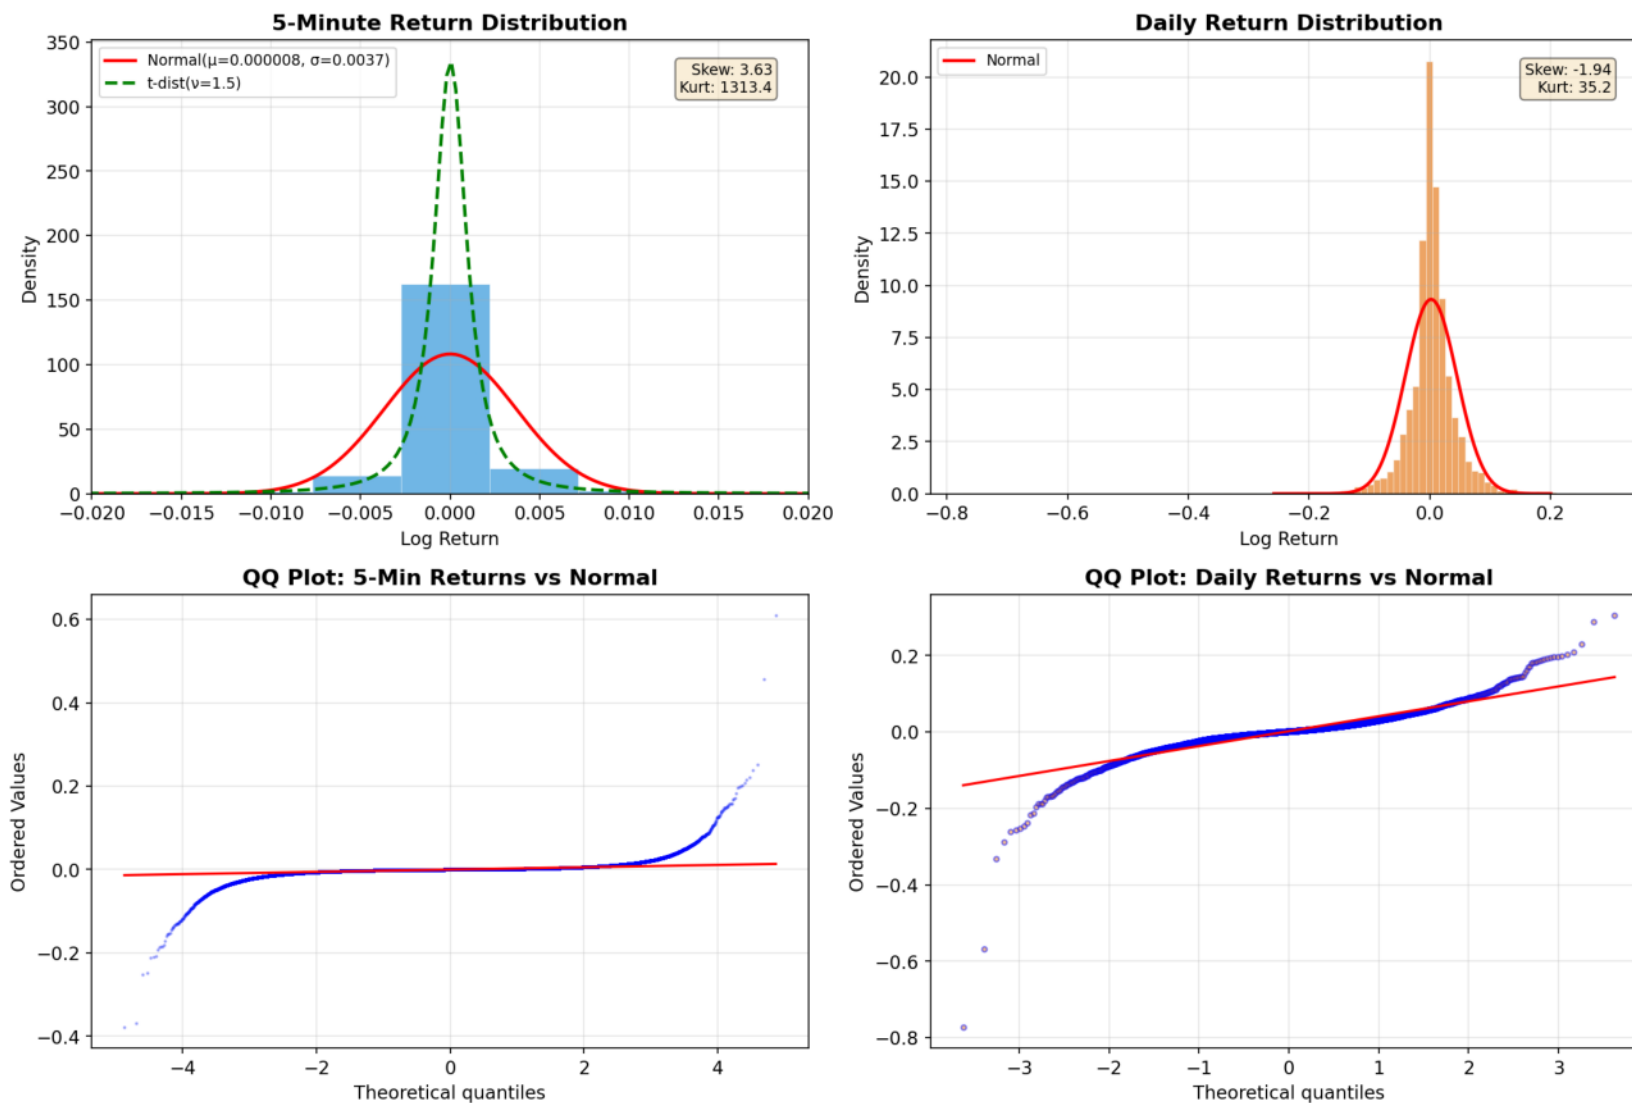 5-Minute Return Distribution
350
300
250
200
150
100
50
0
Density
Normal(μ=0.000008, σ=0.0037)
t-dist(ν=1.5)
Skew: 3.63
Kurt: 1313.4
−0.020
−0.015
−0.010
−0.005
0.000
0.005
0.010
0.015
0.020
Log Return
Daily Return Distribution
20.0
17.5
15.0
12.5
10.0
7.5
5.0
2.5
0.0
Density
Normal
Skew: -1.94
Kurt: 35.2
−0.8
−0.6
−0.4
−0.2
0.0
0.2
Log Return
QQ Plot: 5-Min Returns vs Normal
0.6
0.4
0.2
0.0
−0.2
−0.4
Ordered Values
−4
−2
0
2
4
Theoretical quantiles
QQ Plot: Daily Returns vs Normal
0.2
0.0
−0.2
−0.4
−0.6
−0.8
Ordered Values
−3
−2
−1
0
1
2
3
Theoretical quantiles